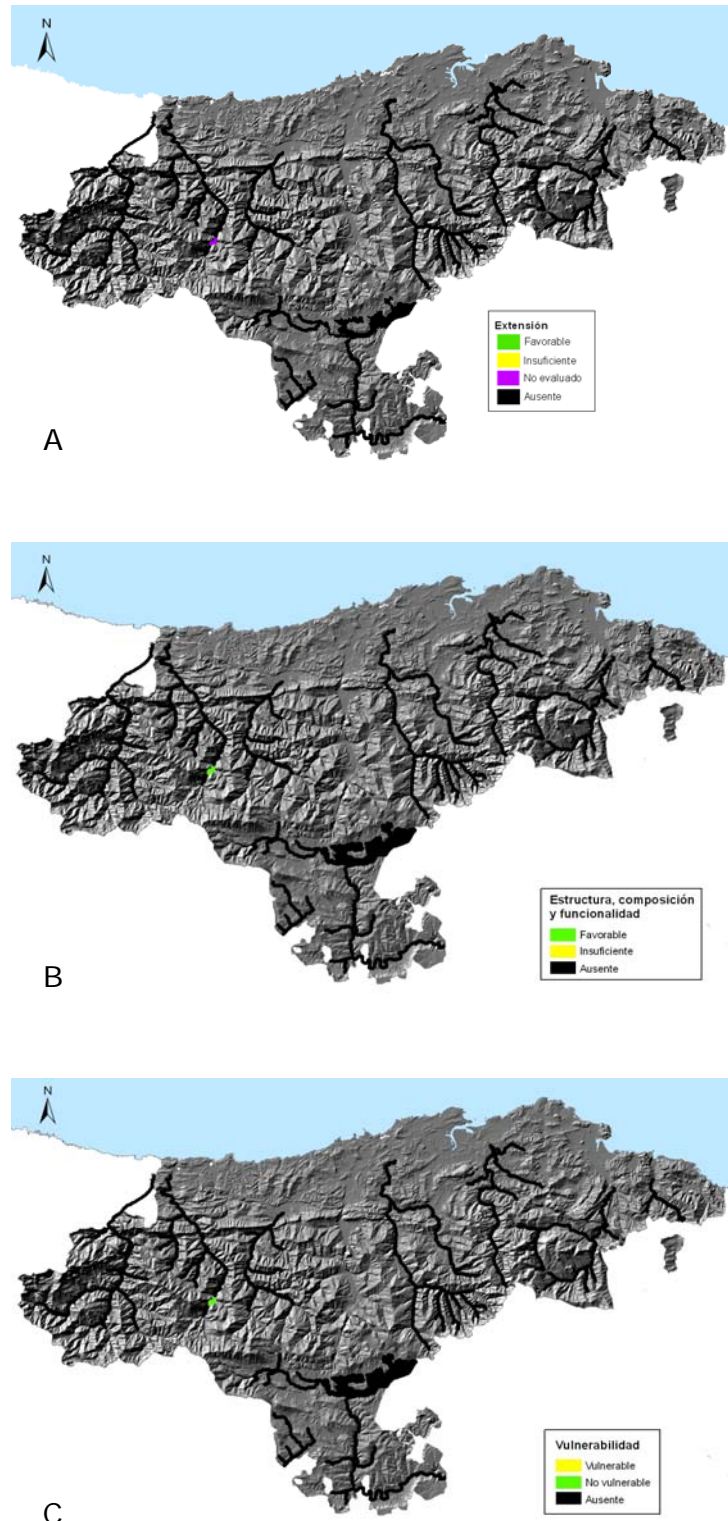 N
Extensión
Favorable
Insuficiente
No evaluado
Ausente
A
N
Estructura, composición
y funcionalidad
Favorable
Insuficiente
Ausente
B
N
Vulnerabilidad
Vulnerable
No vulnerable
Ausente
C